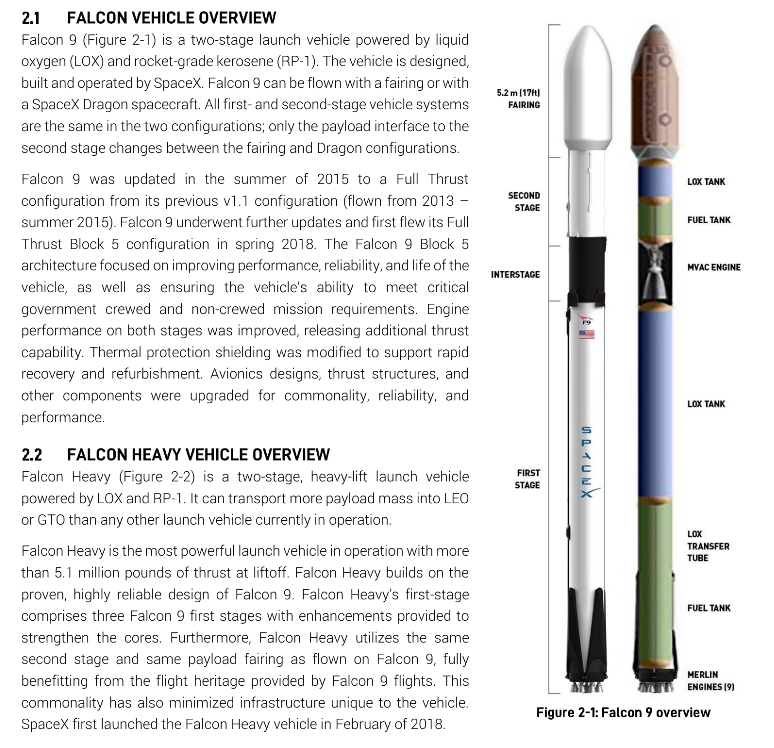 2.1 FALCON VEHICLE OVERVIEW
Falcon 9 (Figure 2-1) is a two-stage launch vehicle powered by liquid
oxygen (LOX) and rocket-grade kerosene (RP-1). The vehicle is designed,
built and operated by SpaceX. Falcon 9 can be flown with a fairing or with
a SpaceX Dragon spacecraft. All first- and second-stage vehicle systems
are the same in the two configurations; only the payload interface to the
second stage changes between the fairing and Dragon configurations.
Falcon 9 was updated in the summer of 2015 to a Full Thrust
configuration from its previous v1.1 configuration (flown from 2013 –
summer 2015). Falcon 9 underwent further updates and first flew its Full
Thrust Block 5 configuration in spring 2018. The Falcon 9 Block 5
architecture focused on improving performance, reliability, and life of the
vehicle, as well as ensuring the vehicle's ability to meet critical
government crewed and non-crewed mission requirements. Engine
performance on both stages was improved, releasing additional thrust
capability. Thermal protection shielding was modified to support rapid
recovery and refurbishment. Avionics designs, thrust structures, and
other components were upgraded for commonality, reliability, and
performance.
2.2 FALCON HEAVY VEHICLE OVERVIEW
Falcon Heavy (Figure 2-2) is a two-stage, heavy-lift launch vehicle
powered by LOX and RP-1. It can transport more payload mass into LEO
or GTO than any other launch vehicle currently in operation.
Falcon Heavy is the most powerful launch vehicle in operation with more
than 5.1 million pounds of thrust at liftoff. Falcon Heavy builds on the
proven, highly reliable design of Falcon 9. Falcon Heavy's first-stage
comprises three Falcon 9 first stages with enhancements provided to
strengthen the cores. Furthermore, Falcon Heavy utilizes the same
second stage and same payload fairing as flown on Falcon 9, fully
benefitting from the flight heritage provided by Falcon 9 flights. This
commonality has also minimized infrastructure unique to the vehicle.
SpaceX first launched the Falcon Heavy vehicle in February of 2018.
5.2 m (17ft)
FAIRING
SECOND
STAGE
INTERSTAGE
FIRST
STAGE
F9
SPACEX
LOX TANK
FUEL TANK
MVAC ENGINE
LOX TANK
LOX
TRANSFER
TUBE
FUEL TANK
MERLIN
ENGINES (9)
Figure 2-1: Falcon 9 overview